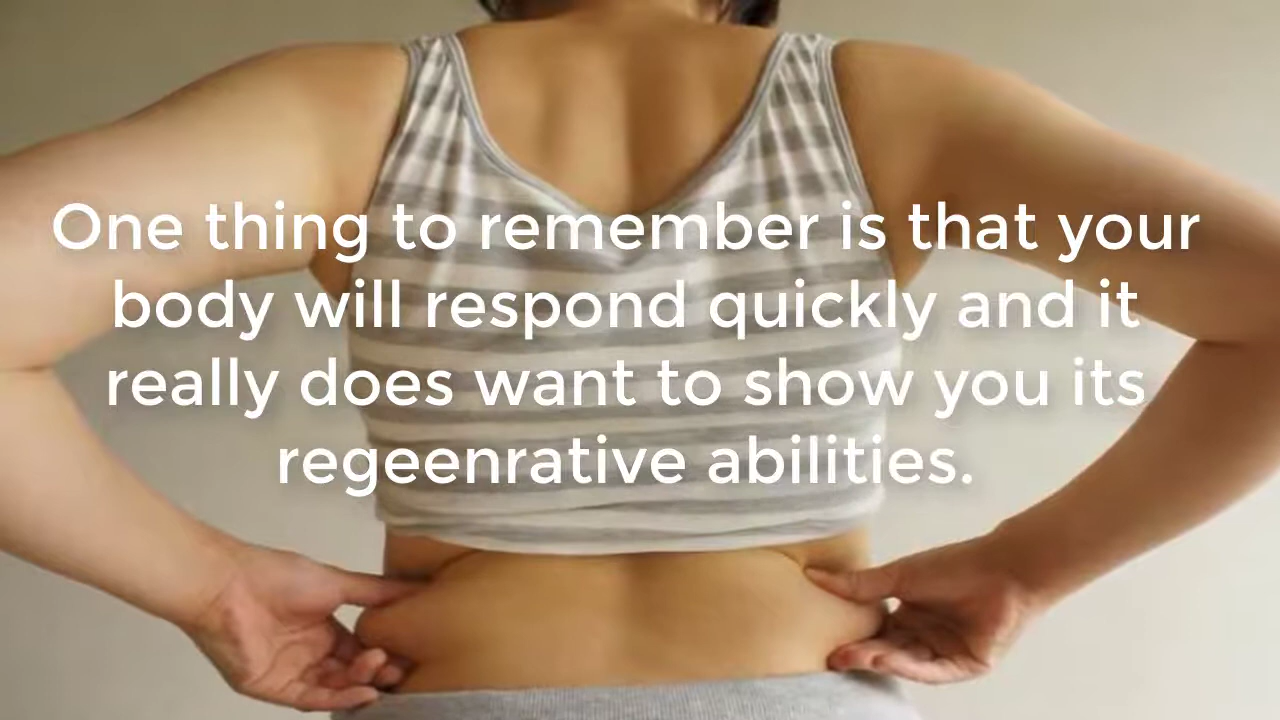 One thing to remember is that your
body will respond quickly and it
really does want to show you its
regeenrative abilities.